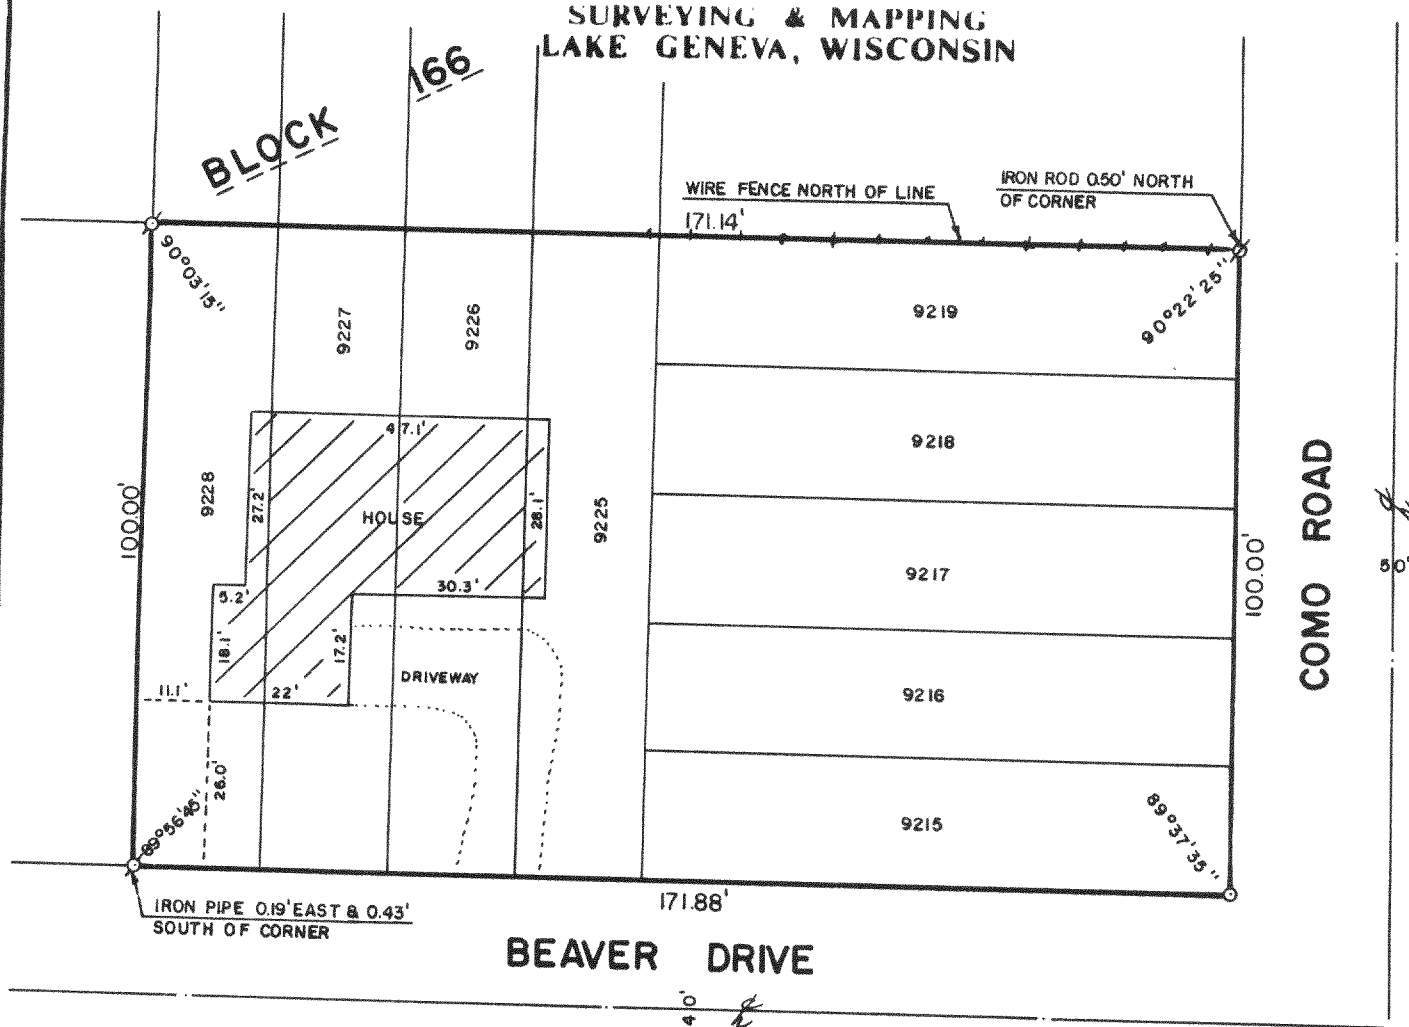 SURVEYING & MAPPING
LAKE GENEVA, WISCONSIN
BLOCK 166
WIRE FENCE NORTH OF LINE
171.14'
IRON ROD 0.50' NORTH
OF CORNER
90°03'15"
90°22'25"
9227
9226
9219
9218
9217
9216
9215
9228
9225
47.1'
27.2'
HOUSE
28.1'
30.3'
5.2'
18.1'
17.2'
22'
11.1'
26.0'
DRIVEWAY
100.00'
100.00'
COMO ROAD
50'
89°56'45"
89°37'35"
IRON PIPE 0.19' EAST & 0.43'
SOUTH OF CORNER
171.88'
BEAVER DRIVE
40'